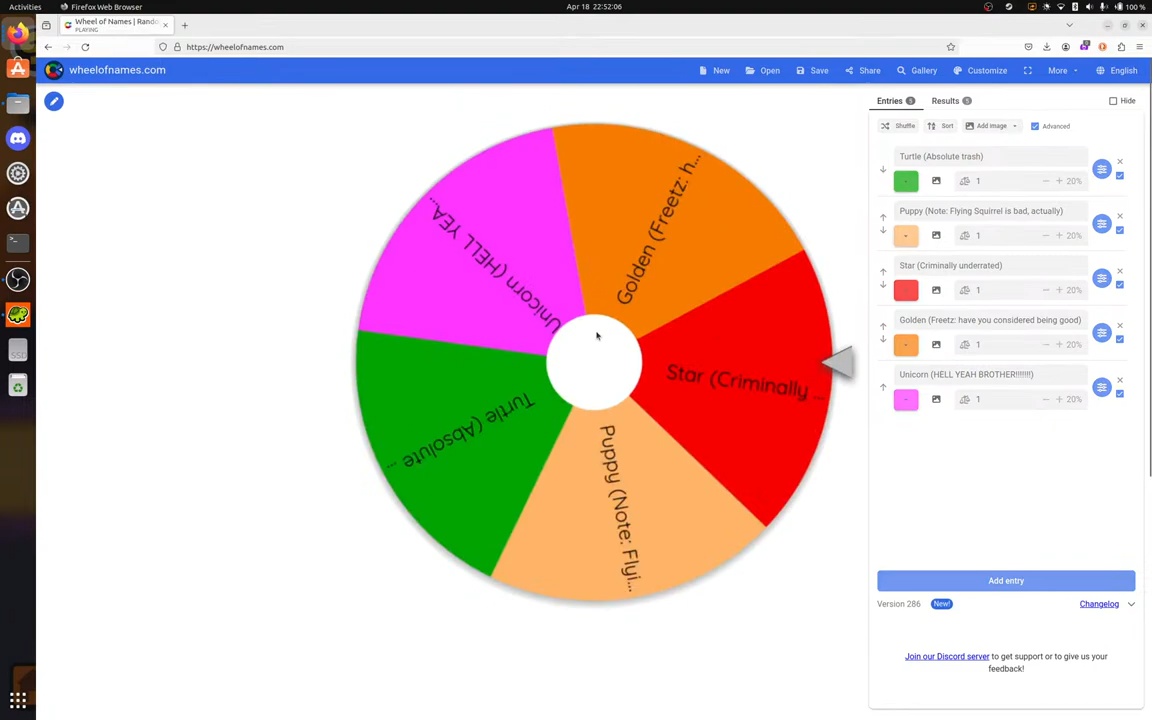 Activities
Firefox Web Browser
Apr 18 22:52:06
100 %
Wheel of Names | Rando
PLAYING
https://wheelofnames.com
wheelofnames.com
New
Open
Save
Share
Gallery
Customize
More
English
Entries 5
Results 5
Hide
Shuffle
Sort
Add image
Advanced
Turtle (Absolute trash)
1
20%
Puppy (Note: Flying Squirrel is bad, actually)
1
20%
Star (Criminally underrated)
1
20%
Golden (Freetz: have you considered being good)
1
20%
Unicorn (HELL YEAH BROTHER!!!!!!!)
1
20%
Golden (Freetz: h...
Unicorn (HELL YEA...
Star (Criminally ...
Turtle (Absolute ...
Puppy (Note: Flyi...
Add entry
Version 286 New!
Changelog
Join our Discord server to get support or to give us your
feedback!
SSD